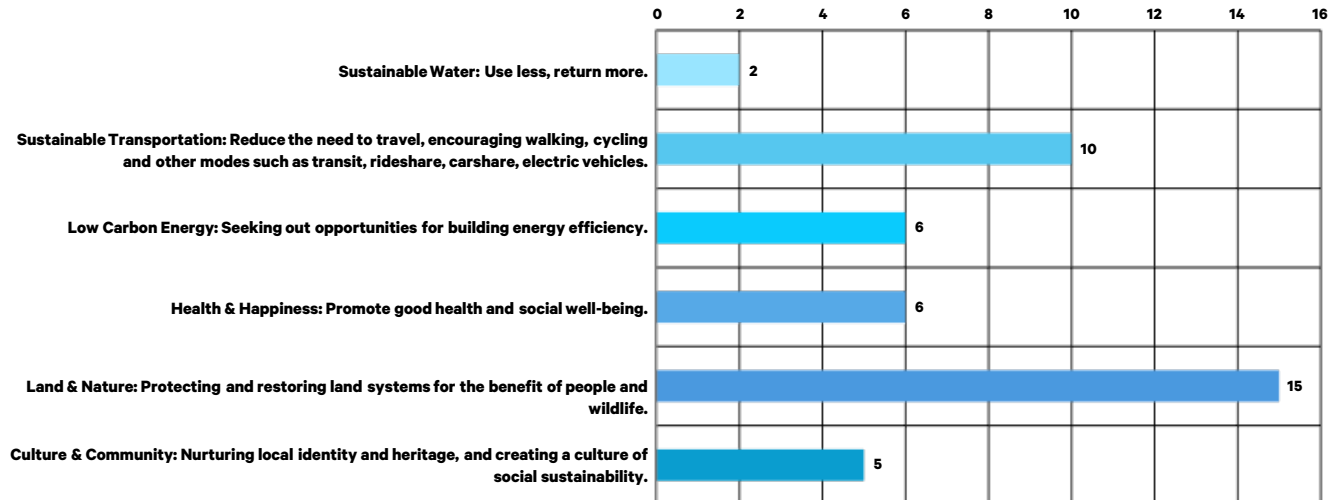 0 2 4 6 8 10 12 14 16
Sustainable Water: Use less, return more.
2
Sustainable Transportation: Reduce the need to travel, encouraging walking, cycling
and other modes such as transit, rideshare, carshare, electric vehicles.
10
Low Carbon Energy: Seeking out opportunities for building energy efficiency.
6
Health & Happiness: Promote good health and social well-being.
6
Land & Nature: Protecting and restoring land systems for the benefit of people and
wildlife.
15
Culture & Community: Nurturing local identity and heritage, and creating a culture of
social sustainability.
5